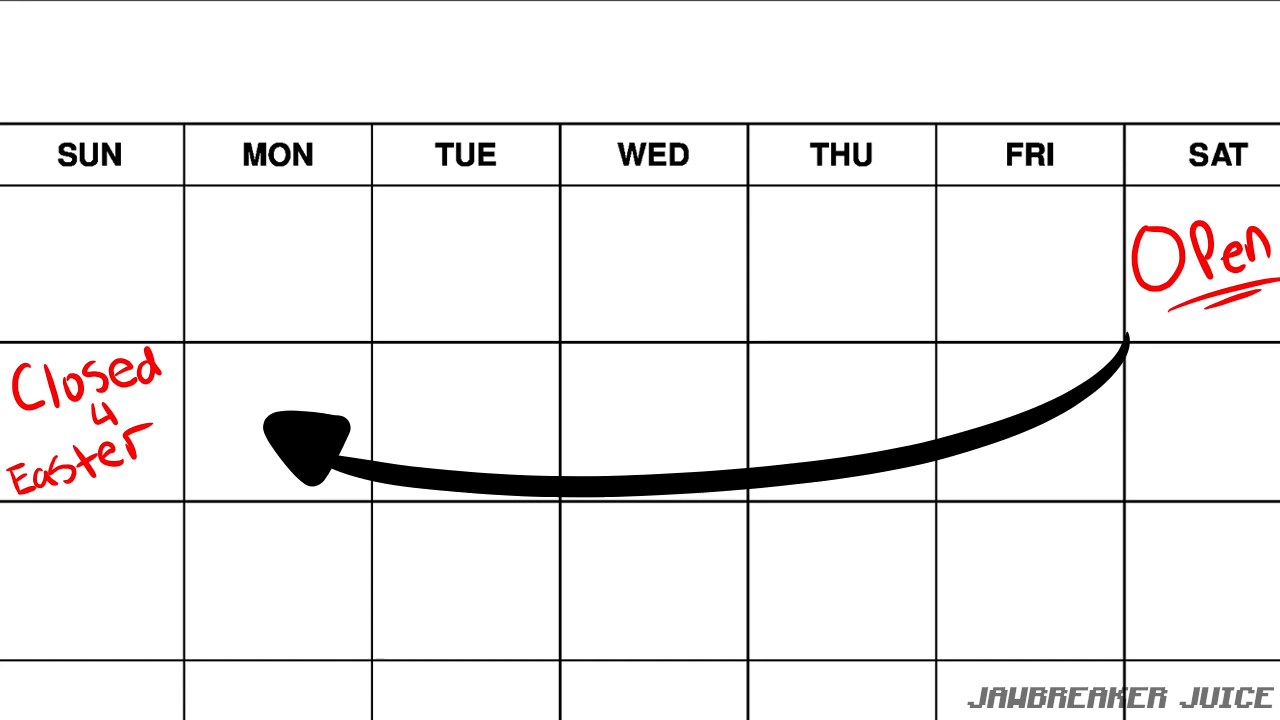 SUN MON TUE WED THU FRI SAT
OPen
Closed
4
Easter
JAWBREAKER JUICE